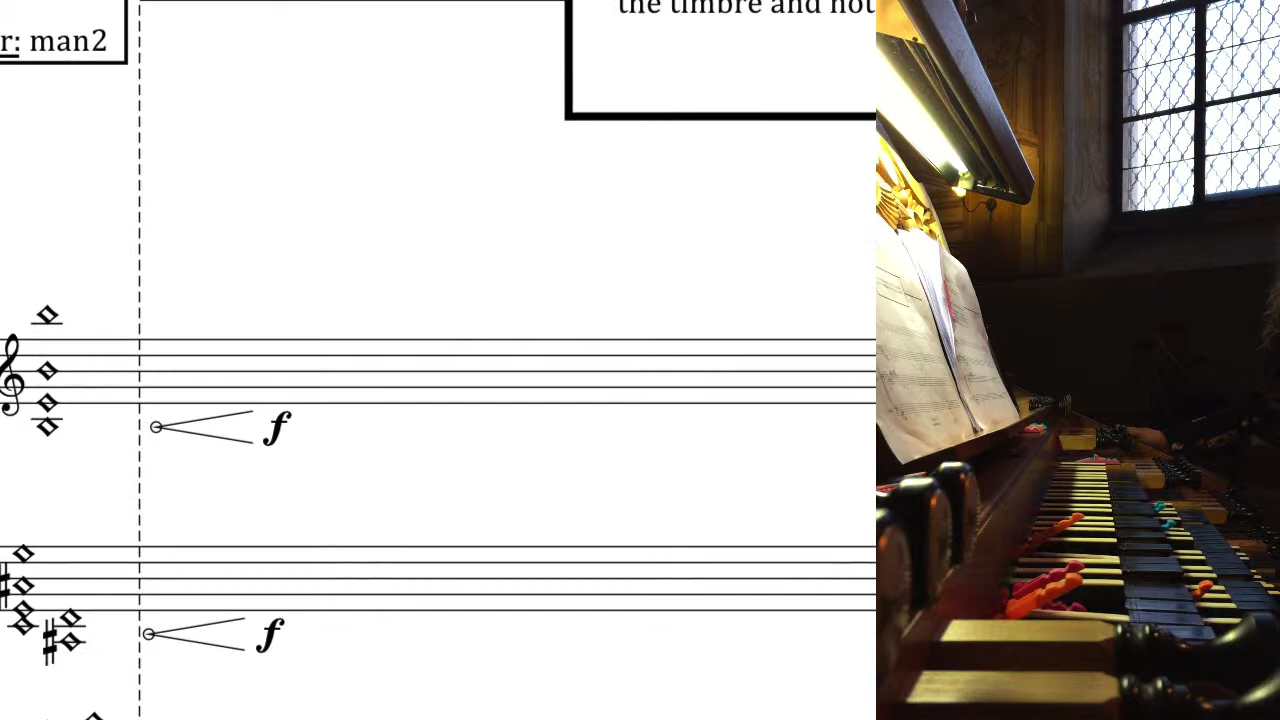 the timbre and not
r: man2
f
f